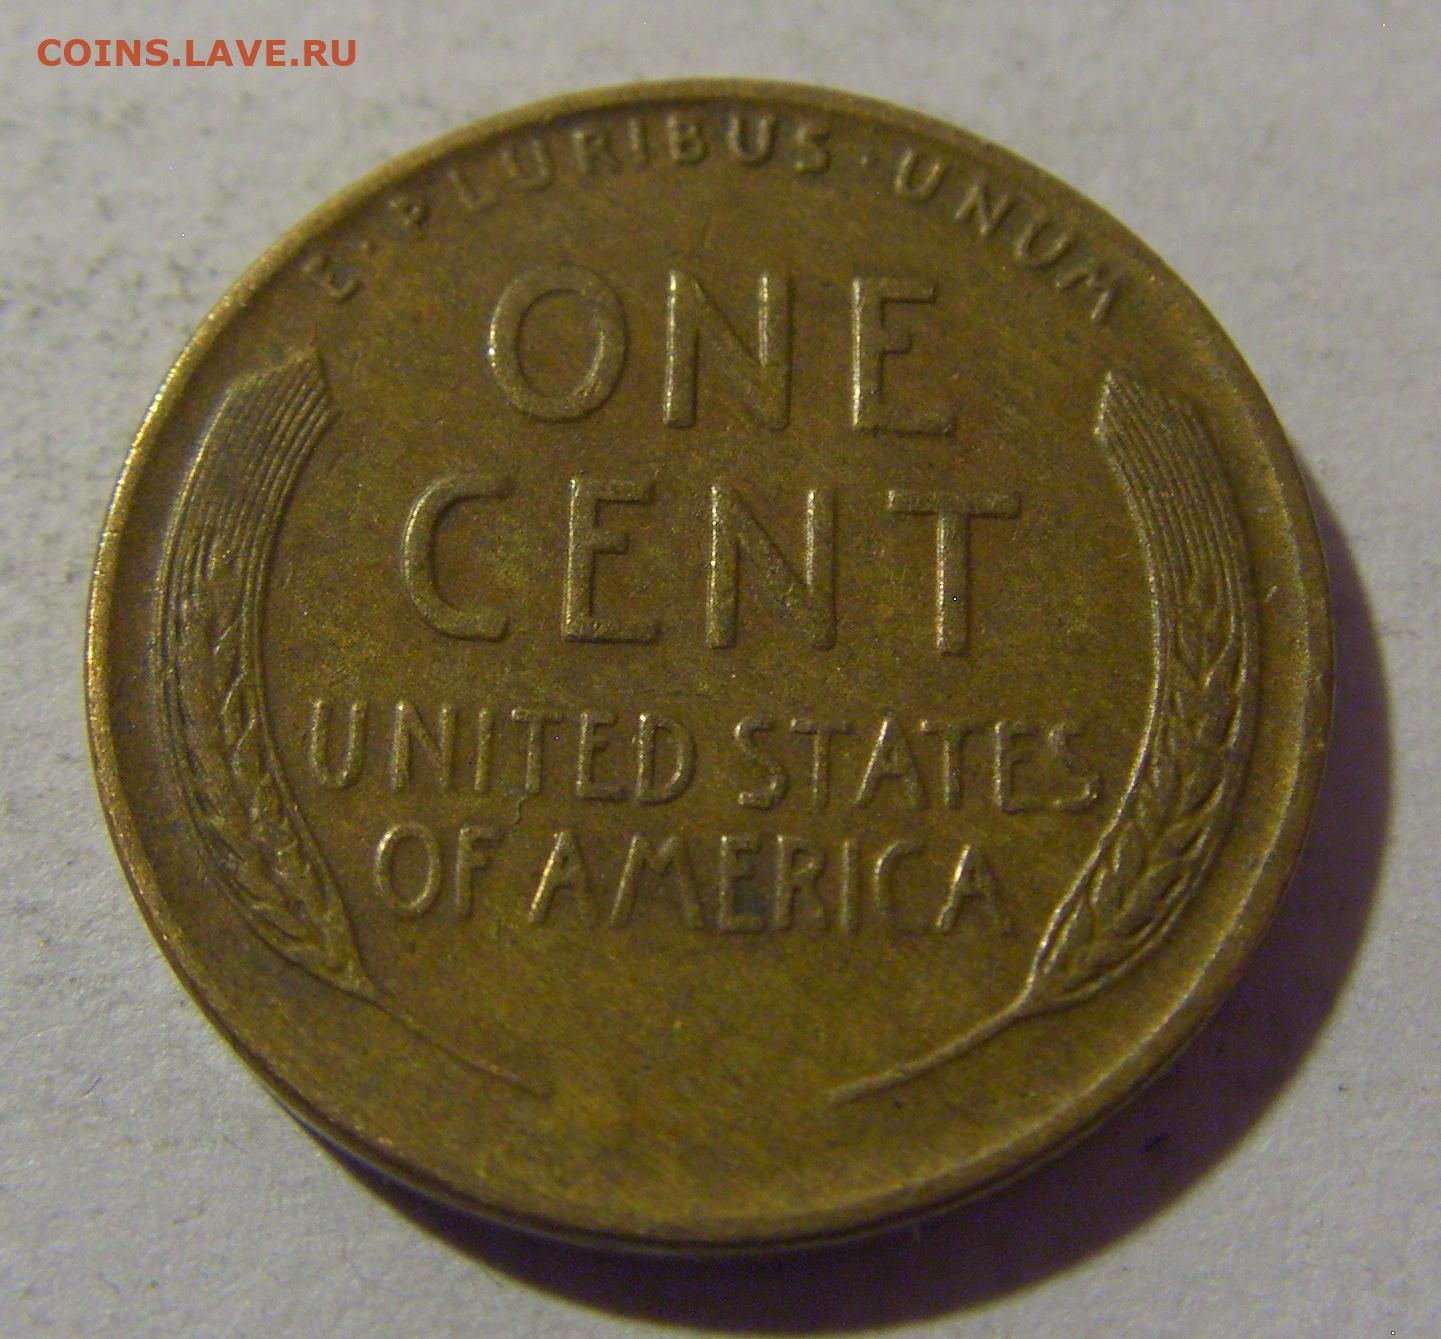 COINS.LAVE.RU
E·PLURIBUS·UNUM
ONE
CENT
UNITED STATES
OF AMERICA